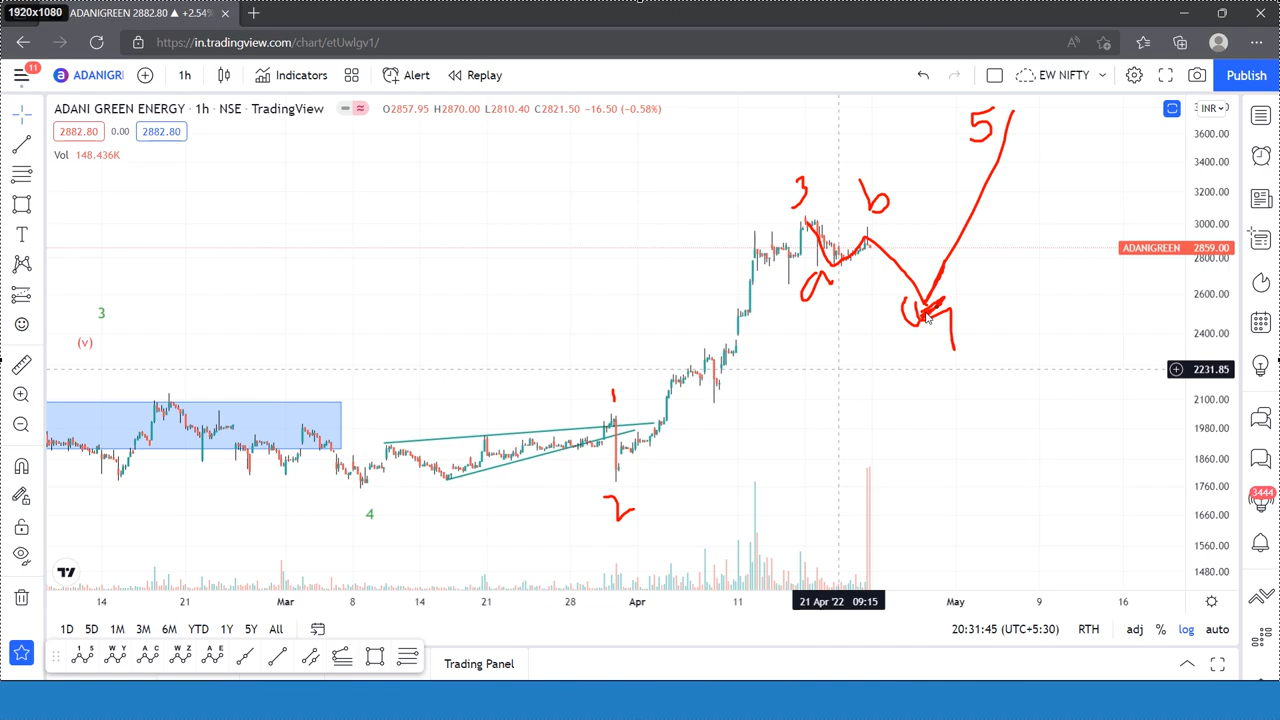 1920x1080
ADANIGREEN 2882.80 ▲ +2.54%
https://in.tradingview.com/chart/etUwlgv1/
11
ADANIGR
1h
Indicators
Alert
Replay
EW NIFTY
Publish
ADANI GREEN ENERGY · 1h · NSE · TradingView
O2857.95 H2870.00 L2810.40 C2821.50 -16.50 (-0.58%)
INR
2882.80 0.00 2882.80
Vol 148.436K
3600.00
3400.00
3200.00
3000.00
ADANIGREEN 2859.00
2800.00
2600.00
2400.00
2231.85
2100.00
1980.00
1860.00
1760.00
1660.00
1560.00
1480.00
5
3
b
a
3
(v)
1
2
4
3444
14 21 Mar 8 14 21 28 Apr 11 21 Apr '22 09:15 May 9 16
1D 5D 1M 3M 6M YTD 1Y 5Y All
20:31:45 (UTC+5:30) RTH adj % log auto
1 5 W Y A C W Z A E
Trading Panel